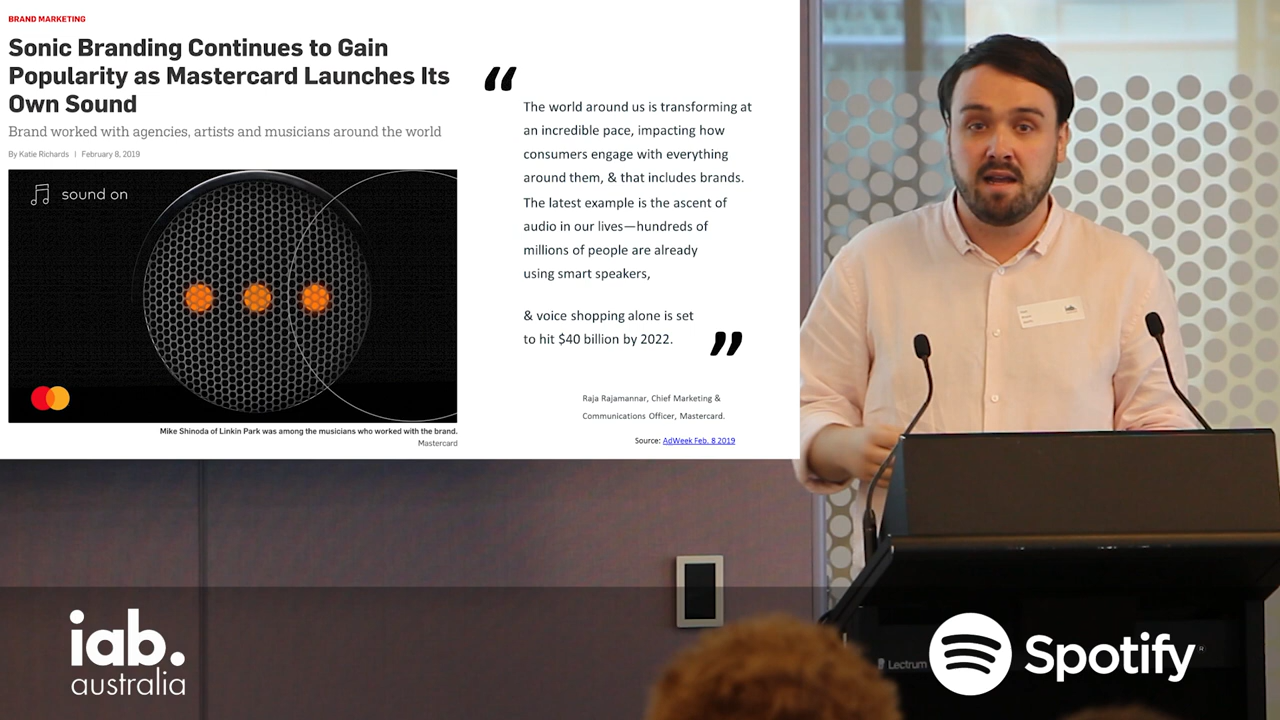 BRAND MARKETING
Sonic Branding Continues to Gain
Popularity as Mastercard Launches Its
Own Sound
Brand worked with agencies, artists and musicians around the world
By Katie Richards | February 8, 2019
sound on
Mike Shinoda of Linkin Park was among the musicians who worked with the brand.
Mastercard
“
The world around us is transforming at
an incredible pace, impacting how
consumers engage with everything
around them, & that includes brands.
The latest example is the ascent of
audio in our lives—hundreds of
millions of people are already
using smart speakers,
& voice shopping alone is set
to hit $40 billion by 2022.
”
Raja Rajamannar, Chief Marketing &
Communications Officer, Mastercard.
Source: AdWeek Feb. 8 2019
Lectrum
iab.
australia
Spotify